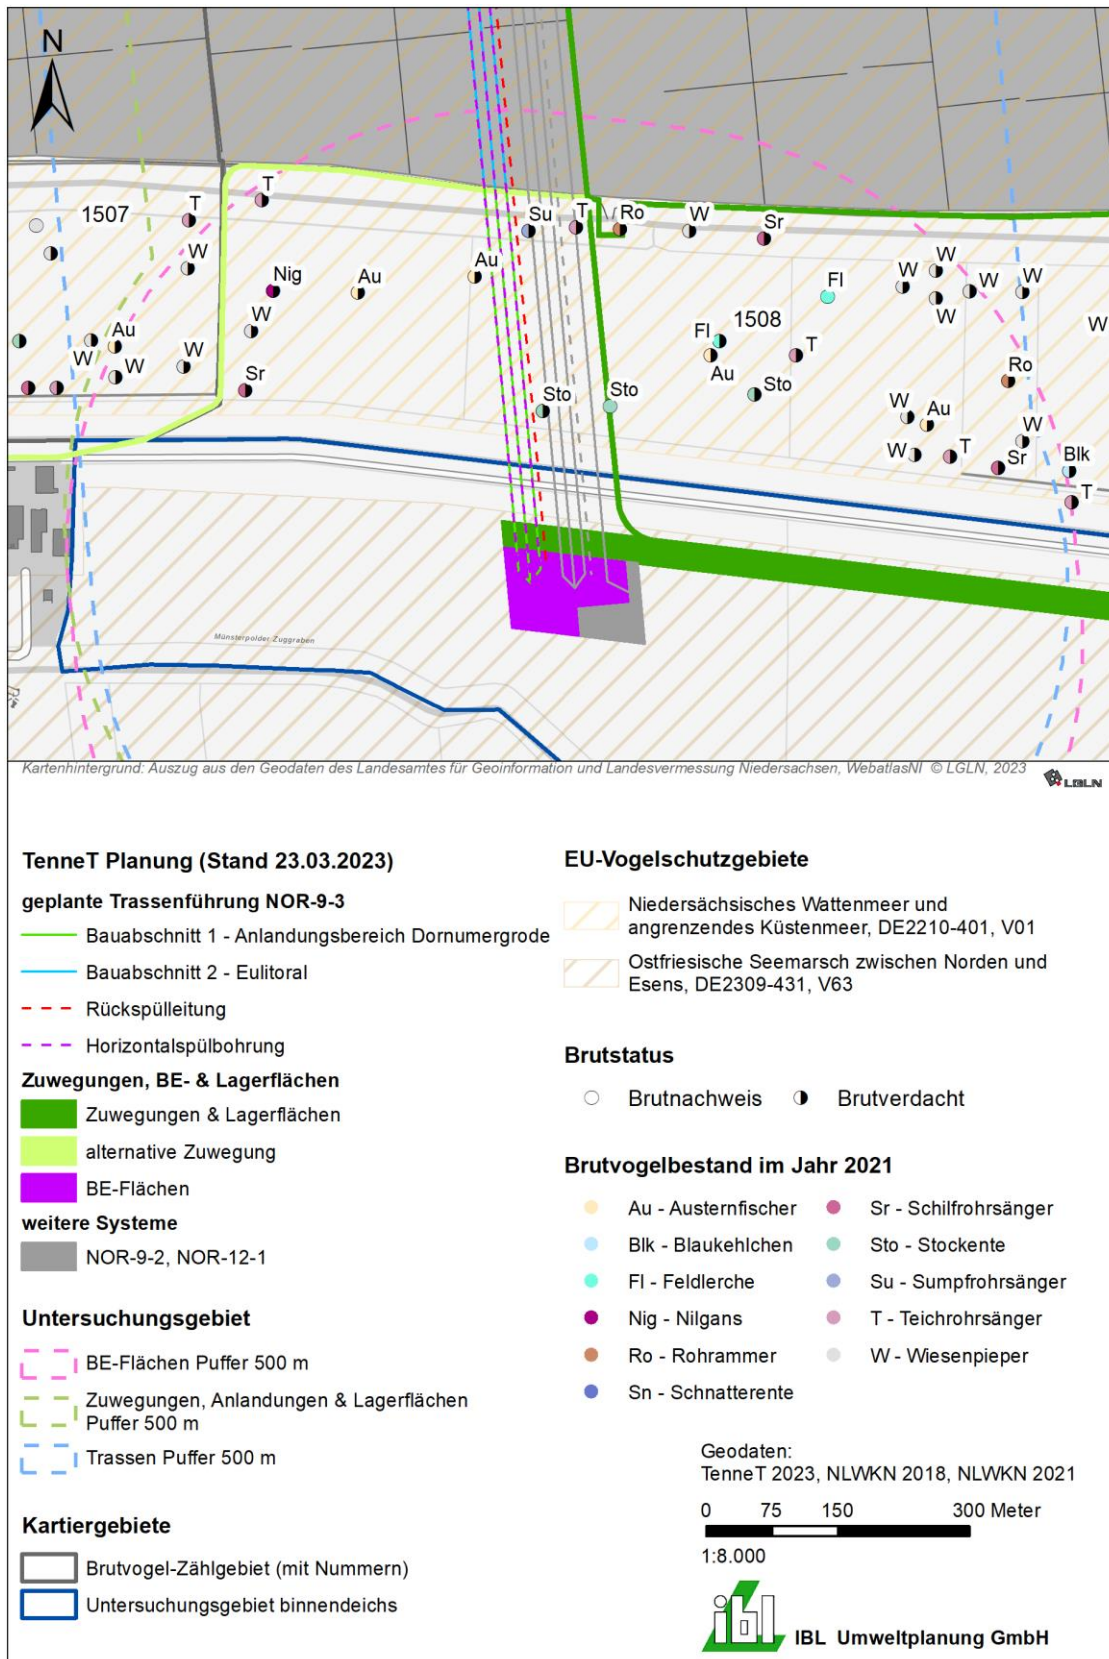 N
1507
T
T
Su
T
Ro
W
Sr
W
Nig
Au
Au
Fl
W
W
W
W
W
W
1508
Fl
Au
T
Au
W
W
W
Sr
Sto
Sto
Sto
Ro
W
Au
W
W
T
Sr
Blk
T
Münsterpolder Zuggraben
Kartenhintergrund: Auszug aus den Geodaten des Landesamtes für Geoinformation und Landesvermessung Niedersachsen, WebatlasNI © LGLN, 2023
LGLN
TenneT Planung (Stand 23.03.2023)
geplante Trassenführung NOR-9-3
Bauabschnitt 1 - Anlandungsbereich Dornumergrode
Bauabschnitt 2 - Eulitoral
Rückspülleitung
Horizontalspülbohrung
Zuwegungen, BE- & Lagerflächen
Zuwegungen & Lagerflächen
alternative Zuwegung
BE-Flächen
weitere Systeme
NOR-9-2, NOR-12-1
Untersuchungsgebiet
BE-Flächen Puffer 500 m
Zuwegungen, Anlandungen & Lagerflächen
Puffer 500 m
Trassen Puffer 500 m
Kartiergebiete
Brutvogel-Zählgebiet (mit Nummern)
Untersuchungsgebiet binnendeichs
EU-Vogelschutzgebiete
Niedersächsisches Wattenmeer und
angrenzendes Küstenmeer, DE2210-401, V01
Ostfriesische Seemarsch zwischen Norden und
Esens, DE2309-431, V63
Brutstatus
Brutnachweis
Brutverdacht
Brutvogelbestand im Jahr 2021
Au - Austernfischer
Blk - Blaukehlchen
Fl - Feldlerche
Nig - Nilgans
Ro - Rohrammer
Sn - Schnatterente
Sr - Schilfrohrsänger
Sto - Stockente
Su - Sumpfrohrsänger
T - Teichrohrsänger
W - Wiesenpieper
Geodaten:
TenneT 2023, NLWKN 2018, NLWKN 2021
0 75 150 300 Meter
1:8.000
ibl
IBL Umweltplanung GmbH